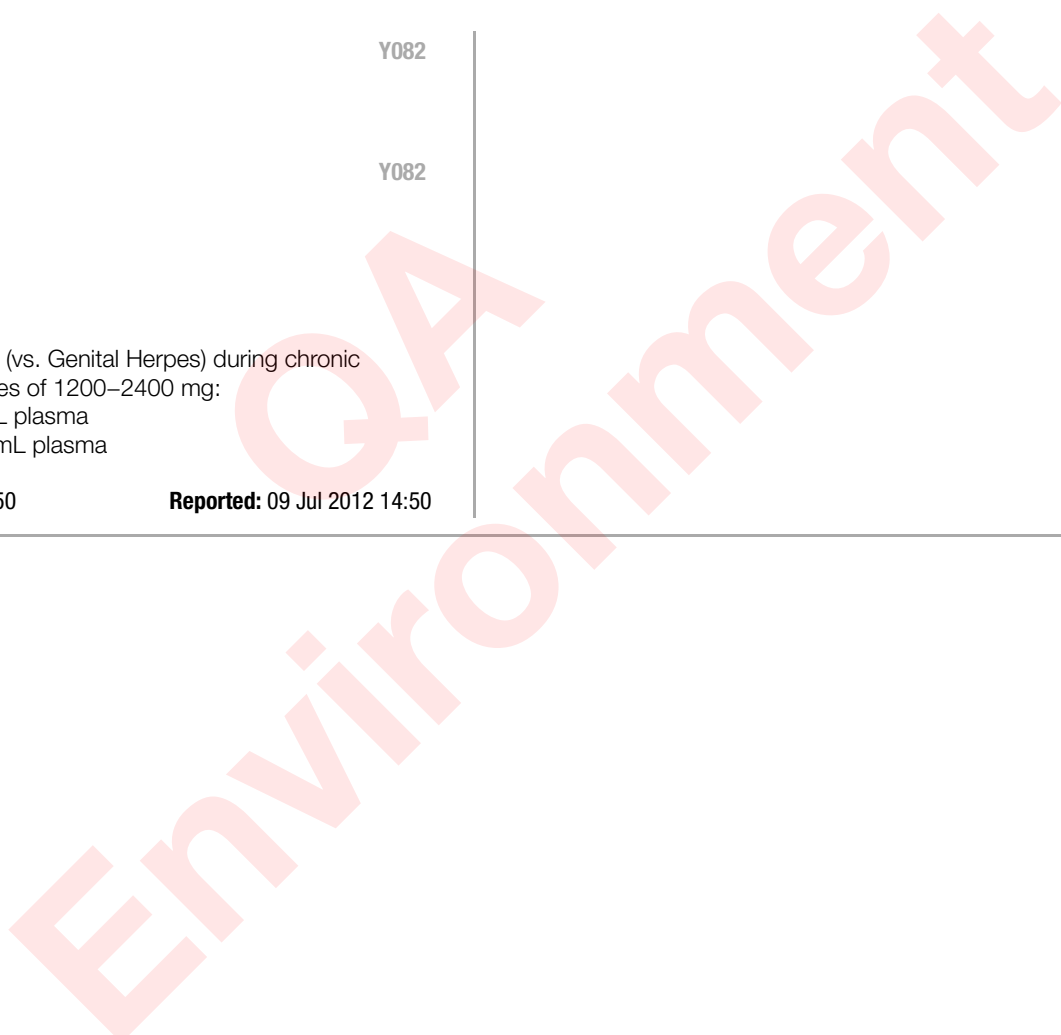 Y082
Y082
(vs. Genital Herpes) during chronic
es of 1200–2400 mg:
plasma
mL plasma
50 Reported: 09 Jul 2012 14:50
QA
Environment